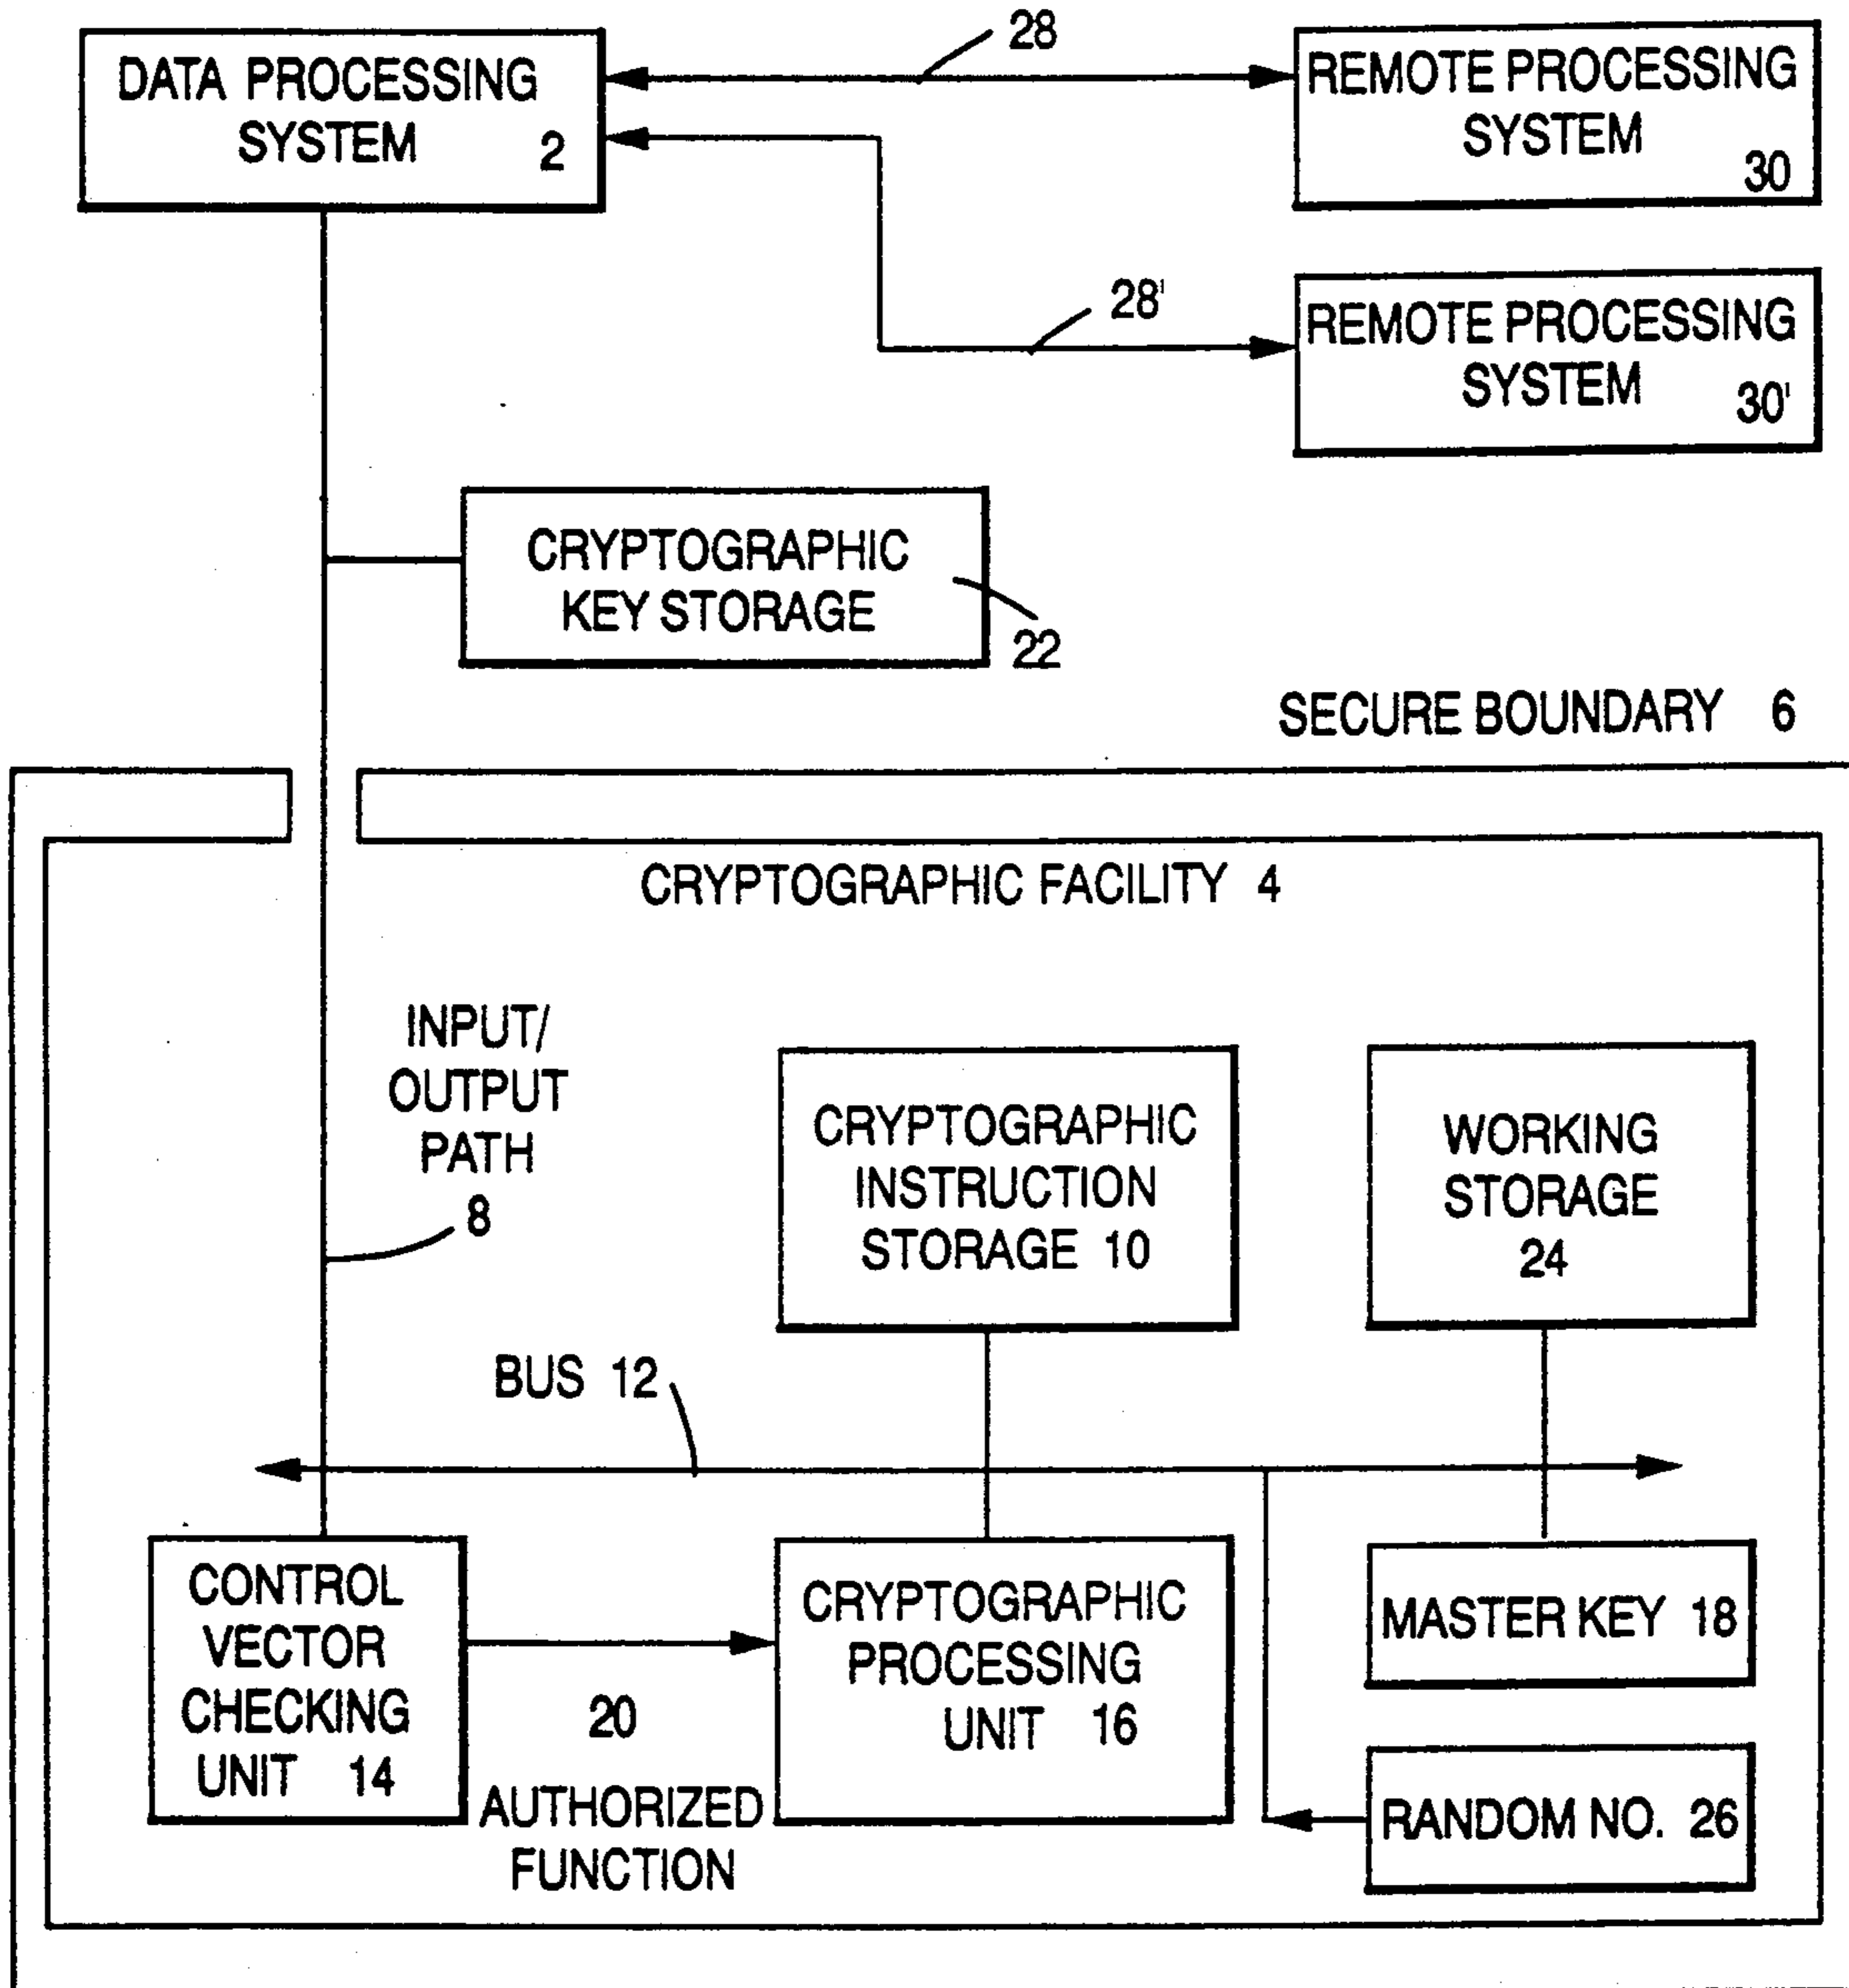 DATA PROCESSING
SYSTEM 2
28
REMOTE PROCESSING
SYSTEM
30
28'
REMOTE PROCESSING
SYSTEM
30'
CRYPTOGRAPHIC
KEY STORAGE
22
SECURE BOUNDARY 6
CRYPTOGRAPHIC FACILITY 4
INPUT/
OUTPUT
PATH
8
CRYPTOGRAPHIC
INSTRUCTION
STORAGE 10
WORKING
STORAGE
24
BUS 12
CONTROL
VECTOR
CHECKING
UNIT 14
20
AUTHORIZED
FUNCTION
CRYPTOGRAPHIC
PROCESSING
UNIT 16
MASTER KEY 18
RANDOM NO. 26